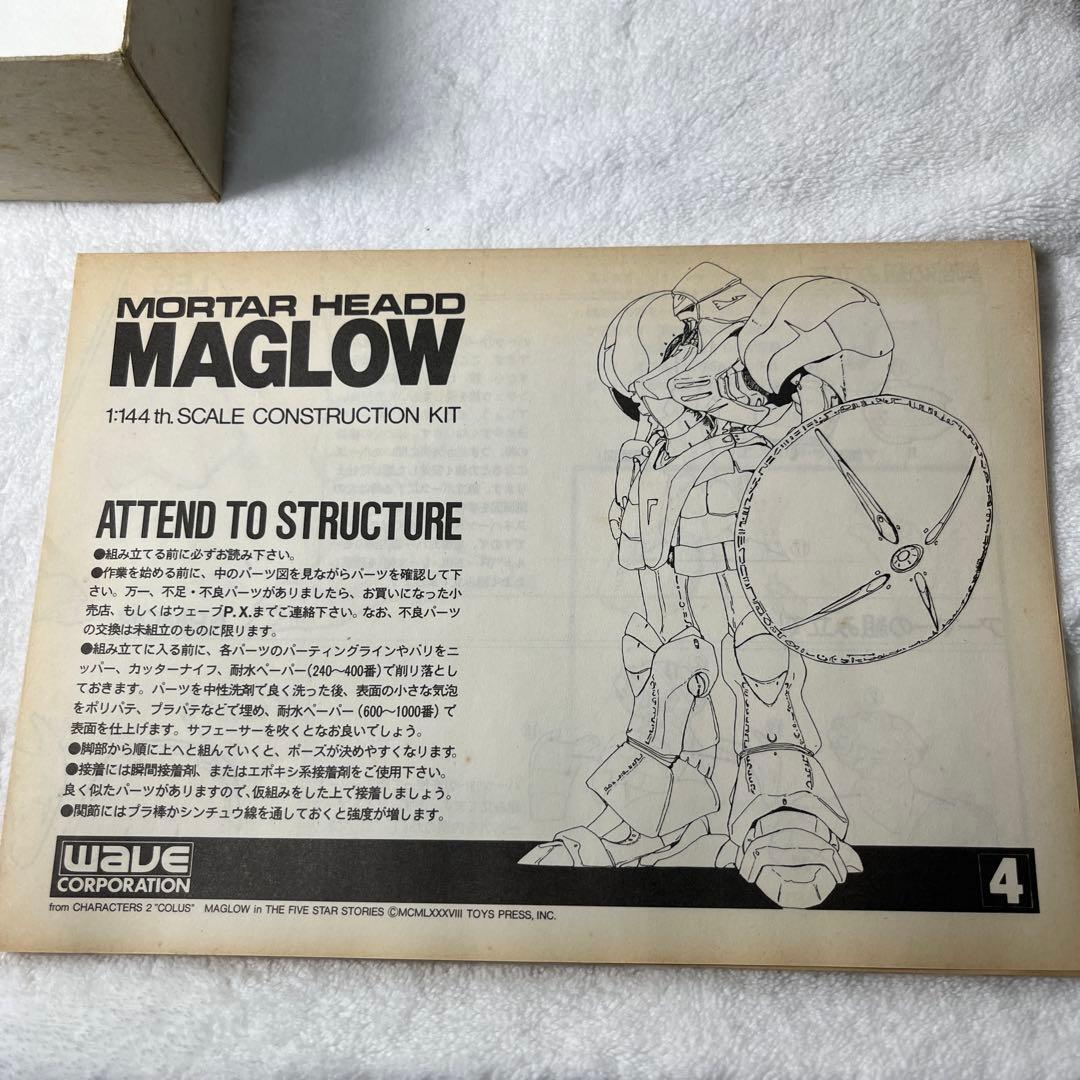 MORTAR HEADD
MAGLOW
1:144 th. SCALE CONSTRUCTION KIT
ATTEND TO STRUCTURE
●組み立てる前に必ずお読み下さい。
●作業を始める前に、中のパーツ図を見ながらパーツを確認して下
さい。万一、不足・不良パーツがありましたら、お買いになった小
売店、もしくはウェーブP.X.までご連絡下さい。なお、不良パーツ
の交換は未組立のものに限ります。
●組み立てに入る前に、各パーツのパーティングラインやバリをニ
ッパー、カッターナイフ、耐水ペーパー(240〜400番)で削り落とし
ておきます。パーツを中性洗剤で良く洗った後、表面の小さな気泡
をポリパテ、プラパテなどで埋め、耐水ペーパー(600〜1000番)で
表面を仕上げます。サフェーサーを吹くとなお良いでしょう。
●脚部から順に上へと組んでいくと、ポーズが決めやすくなります。
●接着には瞬間接着剤、またはエポキシ系接着剤をご使用下さい。
良く似たパーツがありますので、仮組みをした上で接着しましょう。
●関節にはプラ棒かシンチュウ線を通しておくと強度が増します。
WAVE
CORPORATION
4
from CHARACTERS 2 "COLUS" MAGLOW in THE FIVE STAR STORIES ©MCMLXXXVIII TOYS PRESS, INC.